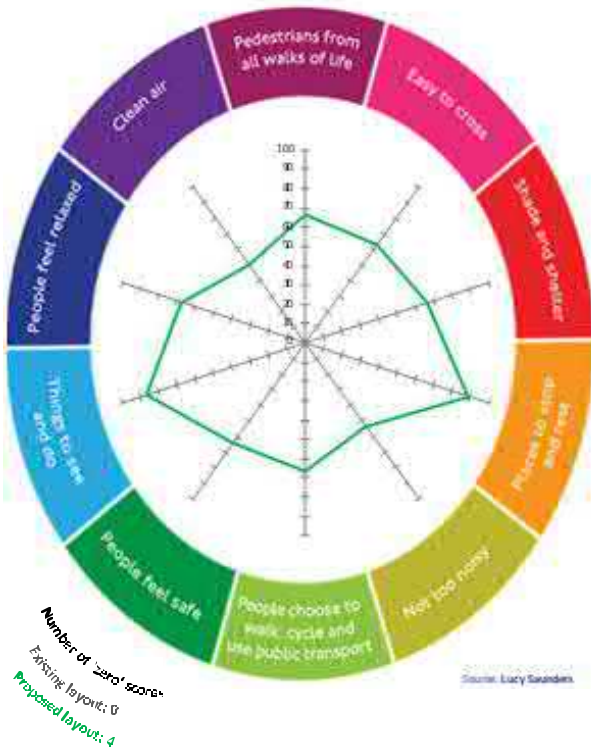 Pedestrians from
all walks of life
Easy to cross
Shade and shelter
Places to stop
and rest
Not too noisy
People choose to
walk, cycle and
use public transport
People feel safe
Things to see
and do
People feel relaxed
Clean air
100
90
80
70
60
50
40
30
20
10
0
Number of 'zero' scores
Existing layout:
Proposed layout: 4
Source: Lucy Saunders